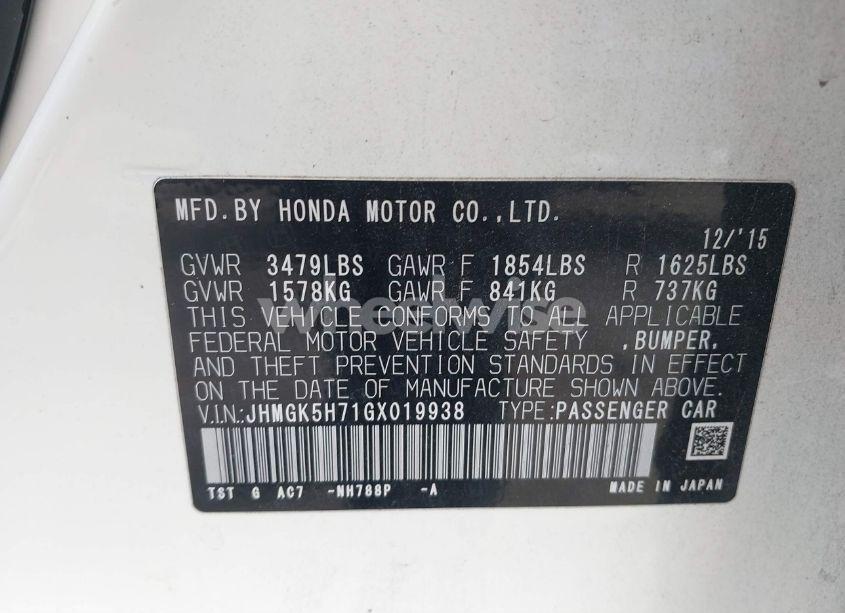 MFD.BY HONDA MOTOR CO.,LTD.
12/'15
GVWR 3479LBS GAWR F 1854LBS R 1625LBS
GVWR 1578KG GAWR F 841KG R 737KG
wheelwise
THIS VEHICLE CONFORMS TO ALL APPLICABLE
FEDERAL MOTOR VEHICLE SAFETY ,BUMPER,
AND THEFT PREVENTION STANDARDS IN EFFECT
ON THE DATE OF MANUFACTURE SHOWN ABOVE.
V.I.N.:JHMGK5H71GX019938 TYPE:PASSENGER CAR
TST G AC7 -NH788P -A MADE IN JAPAN